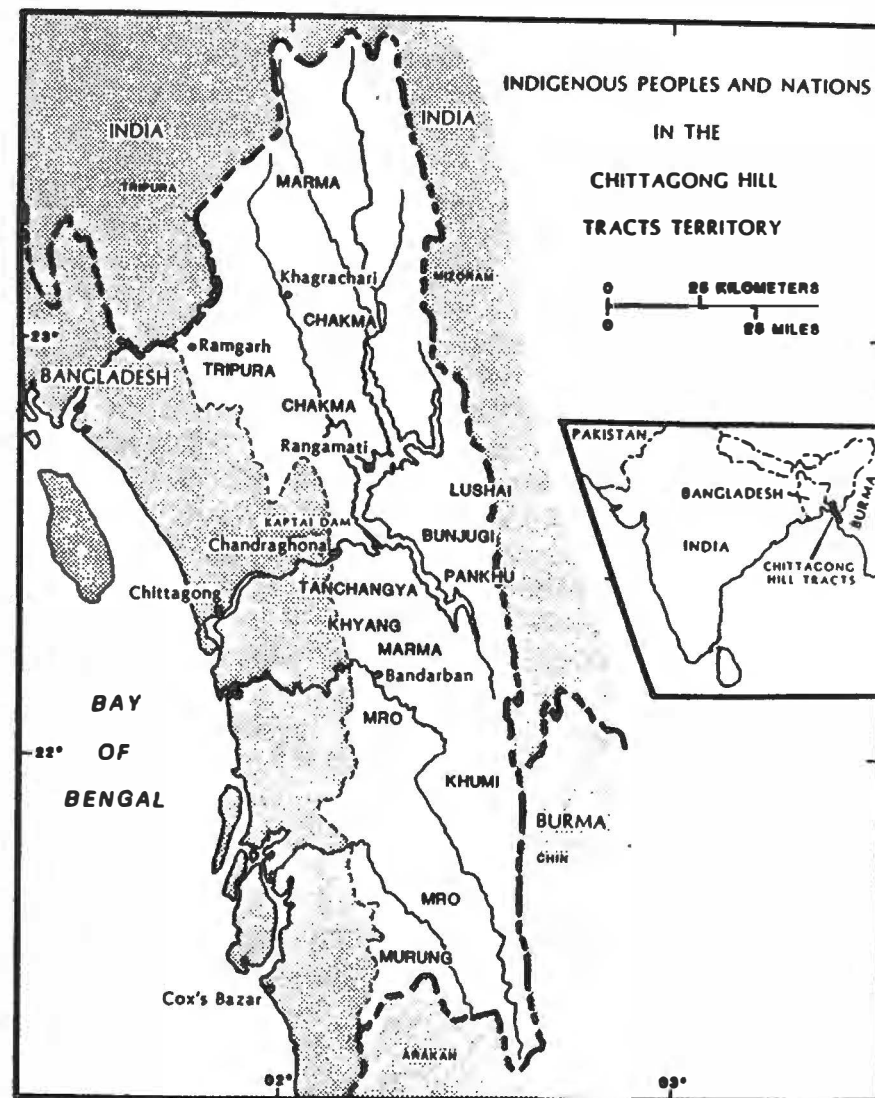 INDIGENOUS PEOPLES AND NATIONS
IN THE
CHITTAGONG HILL
TRACTS TERRITORY
0 25 KILOMETERS
0 25 MILES
INDIA
INDIA
TRIPURA
MARMA
MIZORAM
Khagrachari
CHAKMA
23°
Ramgarh
TRIPURA
BANGLADESH
CHAKMA
Rangamati
LUSHAI
KAPTAI DAM
BUNJUGI
Chandraghona
PANKHU
TANCHANGYA
Chittagong
KHYANG
MARMA
Bandarban
MRO
22°
BAY
OF
BENGAL
KHUMI
BURMA
CHIN
MRO
MURUNG
Cox's Bazar
ARAKAN
PAKISTAN
BANGLADESH
BURMA
INDIA
CHITTAGONG
HILL TRACTS